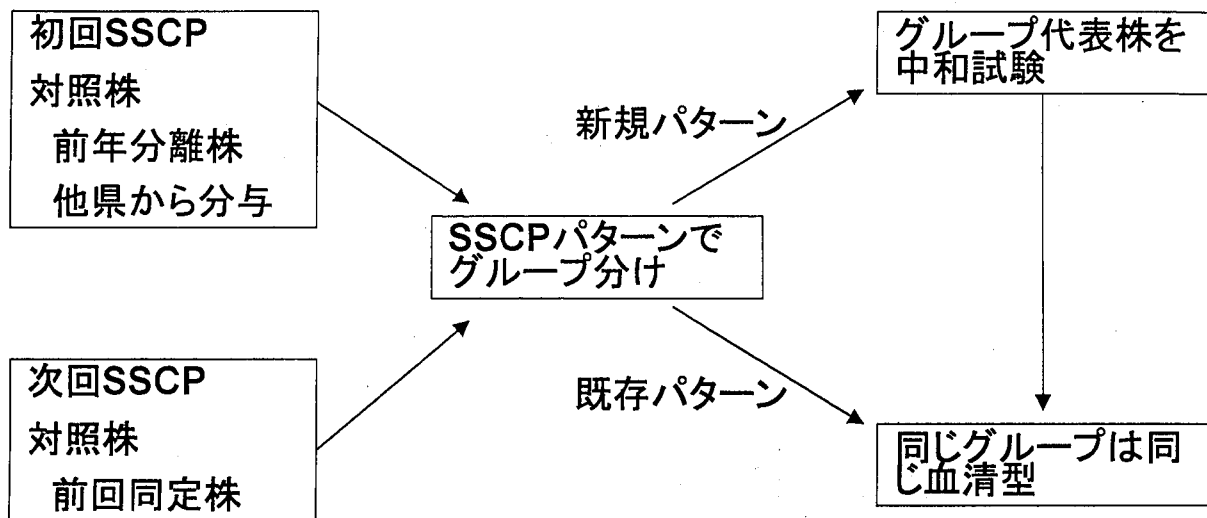 初回SSCP
対照株
前年分離株
他県から分与
次回SSCP
対照株
前回同定株
SSCPパターンで
グループ分け
新規パターン
既存パターン
グループ代表株を
中和試験
同じグループは同
じ血清型